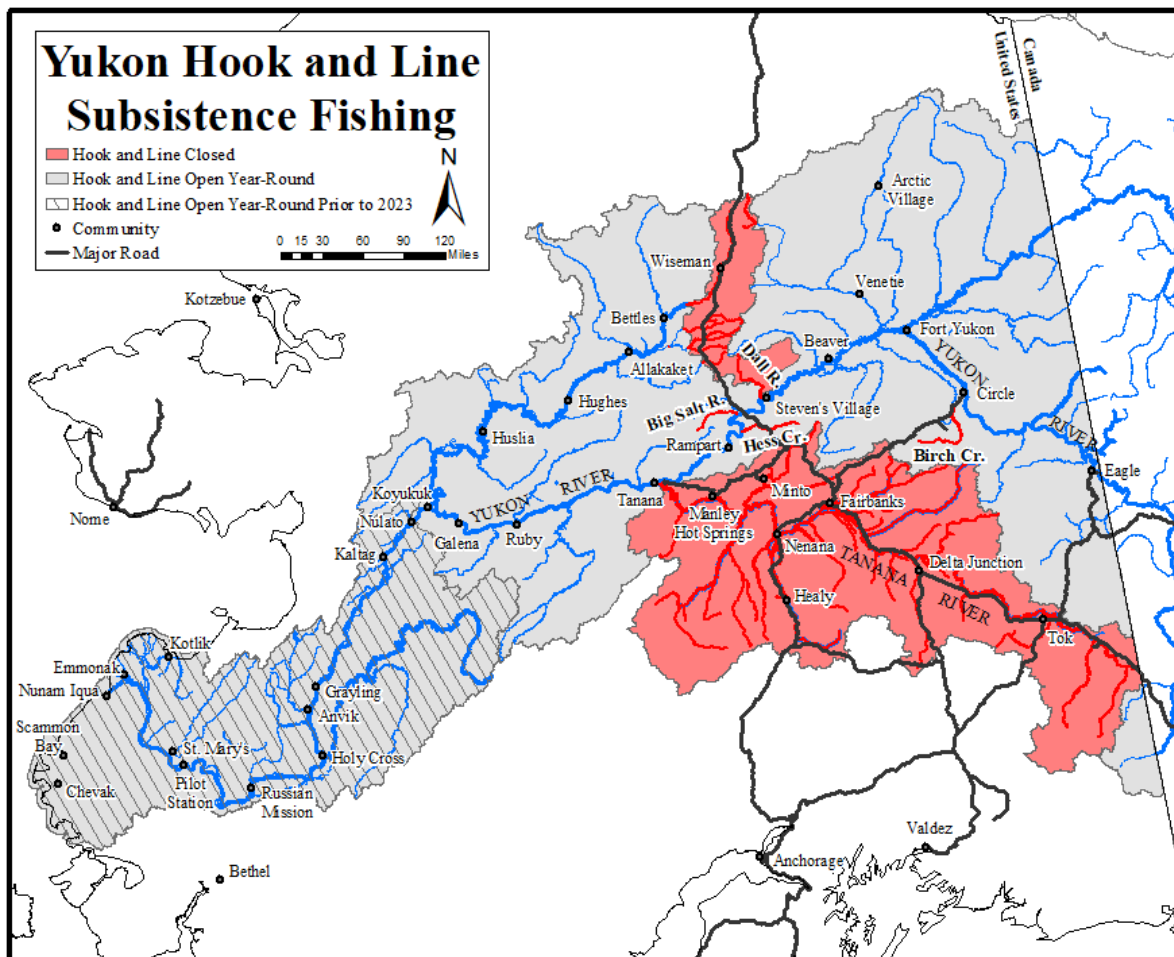 Yukon Hook and Line
Subsistence Fishing
Hook and Line Closed
Hook and Line Open Year-Round
Hook and Line Open Year-Round Prior to 2023
Community
Major Road
N
0 15 30 60 90 120
Miles
Canada
United States
Arctic
Village
Wiseman
Kotzebue
Venetie
Bettles
Fort Yukon
Beaver
YUKON
Dall R.
Allakaket
Circle
Hughes
Steven's Village
Big Salt R.
Huslia
RIVER
Rampart
Hess Cr.
Birch Cr.
Eagle
Koyukuk
YUKON
RIVER
Tanana
Minto
Fairbanks
Nome
Nulato
Galena
Ruby
Manley
Hot Springs
Kaltag
Nenana
TANANA
Delta Junction
Healy
RIVER
Tok
Kotlik
Emmonak
Nunam Iqua
Grayling
Anvik
Scammon
Bay
St. Mary's
Holy Cross
Pilot
Station
Chevak
Russian
Mission
Valdez
Anchorage
Bethel